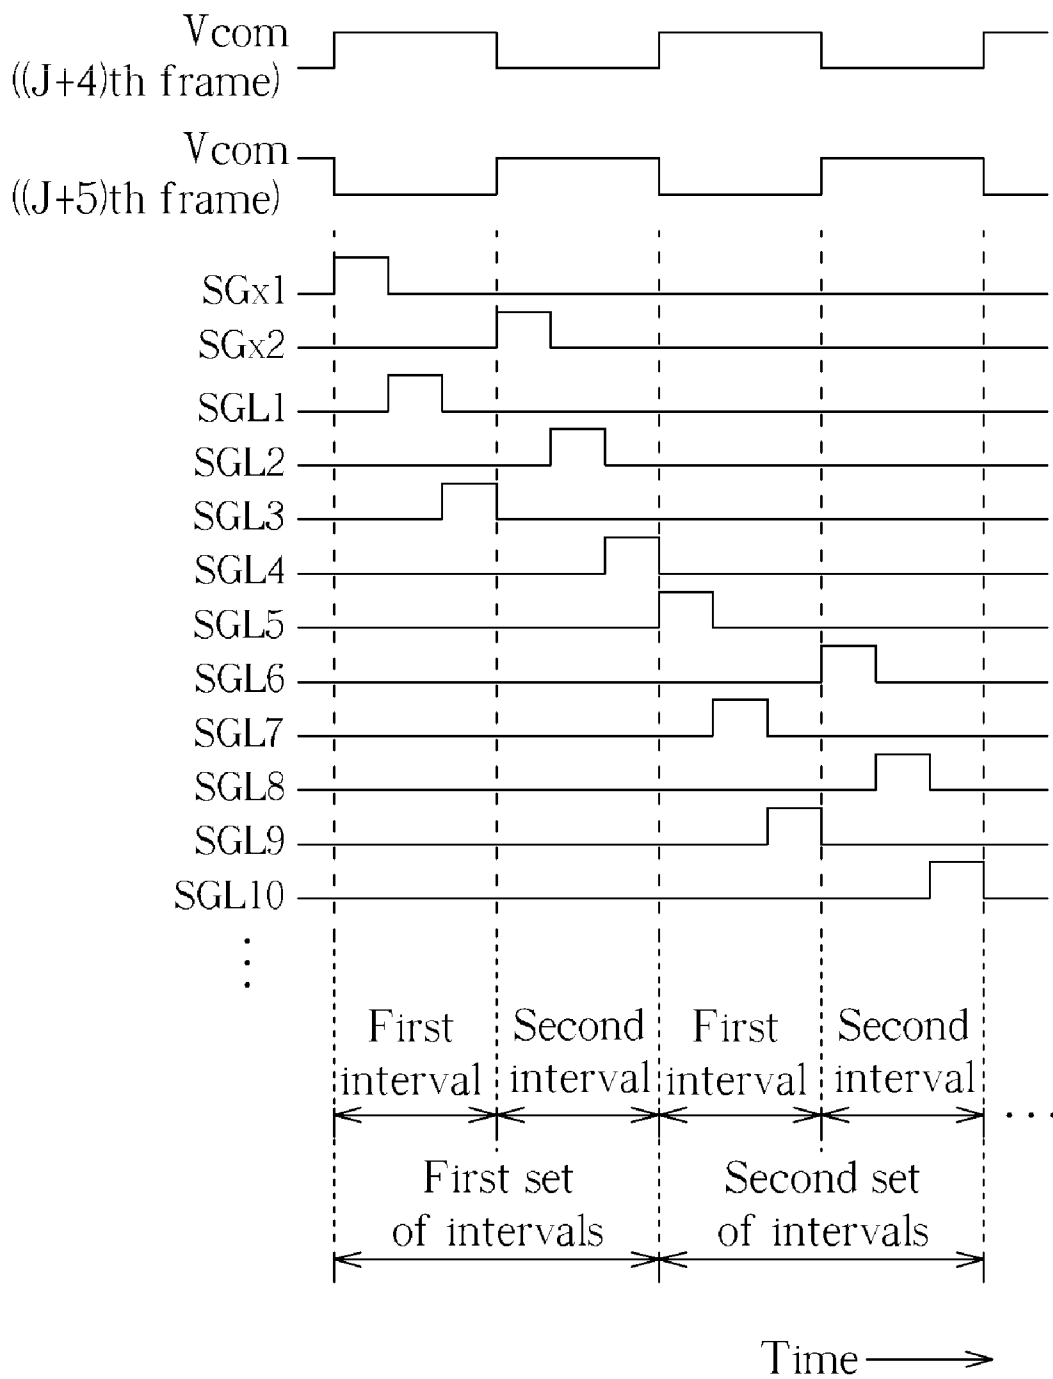 Vcom
((J+4)th frame)
Vcom
((J+5)th frame)
SGx1
SGx2
SGL1
SGL2
SGL3
SGL4
SGL5
SGL6
SGL7
SGL8
SGL9
SGL10
⋮
First interval
Second interval
First interval
Second interval
···
First set
of intervals
Second set
of intervals
Time